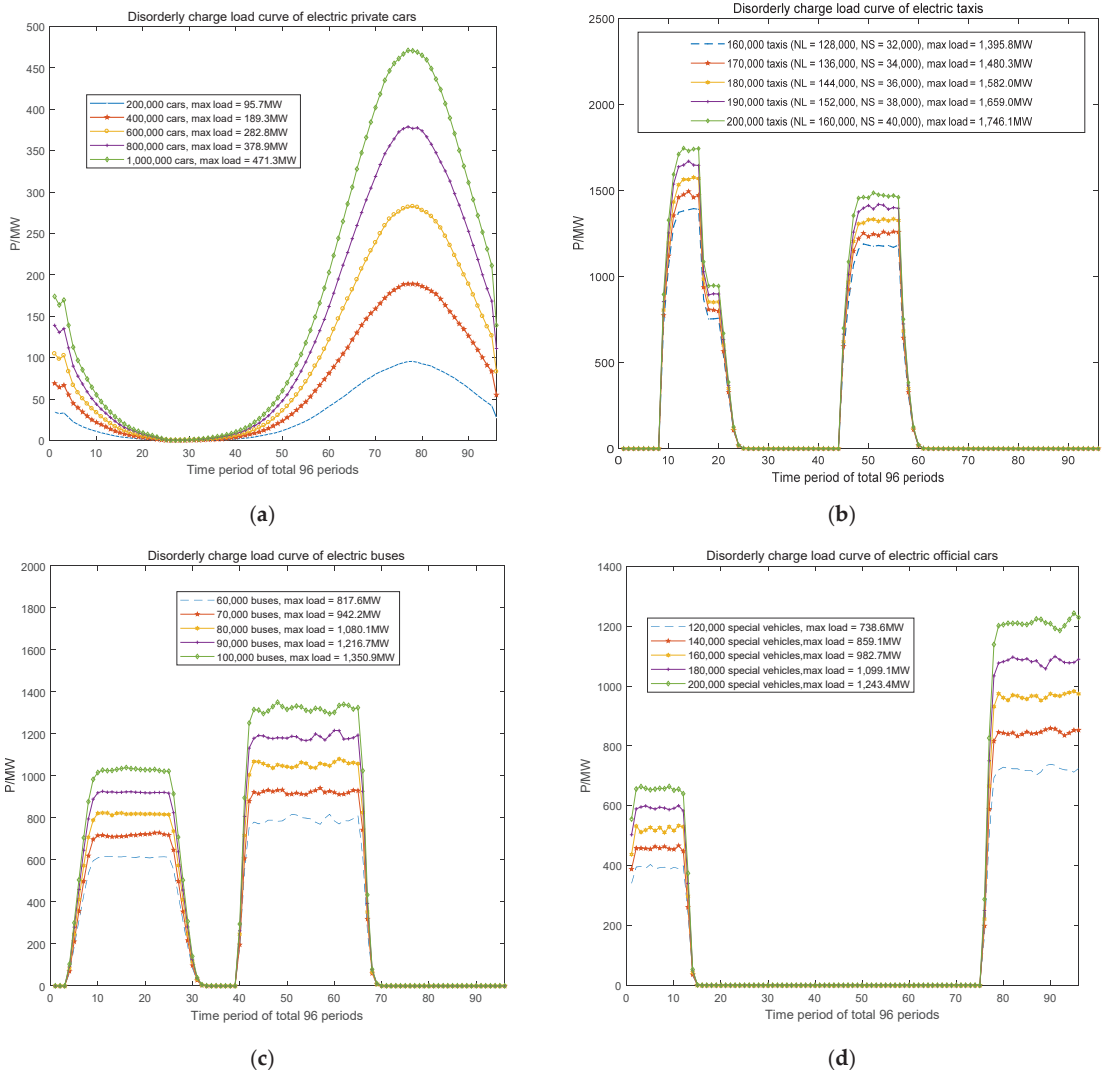 Disorderly charge load curve of electric private cars
500
450
400
350
300
250
200
150
100
50
0
P/MW
200,000 cars, max load = 95.7MW
400,000 cars, max load = 189.3MW
600,000 cars, max load = 282.8MW
800,000 cars, max load = 378.9MW
1,000,000 cars, max load = 471.3MW
0 10 20 30 40 50 60 70 80 90
Time period of total 96 periods
(a)
Disorderly charge load curve of electric taxis
2500
2000
1500
1000
500
0
P/MW
160,000 taxis (NL = 128,000, NS = 32,000), max load = 1,395.8MW
170,000 taxis (NL = 136,000, NS = 34,000), max load = 1,480.3MW
180,000 taxis (NL = 144,000, NS = 36,000), max load = 1,582.0MW
190,000 taxis (NL = 152,000, NS = 38,000), max load = 1,659.0MW
200,000 taxis (NL = 160,000, NS = 40,000), max load = 1,746.1MW
0 10 20 30 40 50 60 70 80 90
Time period of total 96 periods
(b)
Disorderly charge load curve of electric buses
2000
1800
1600
1400
1200
1000
800
600
400
200
0
P/MW
60,000 buses, max load = 817.6MW
70,000 buses, max load = 942.2MW
80,000 buses, max load = 1,080.1MW
90,000 buses, max load = 1,216.7MW
100,000 buses, max load = 1,350.9MW
0 10 20 30 40 50 60 70 80 90
Time period of total 96 periods
(c)
Disorderly charge load curve of electric official cars
1400
1200
1000
800
600
400
200
0
P/MW
120,000 special vehicles, max load = 738.6MW
140,000 special vehicles,max load = 859.1MW
160,000 special vehicles,max load = 982.7MW
180,000 special vehicles,max load = 1,099.1MW
200,000 special vehicles,max load = 1,243.4MW
0 10 20 30 40 50 60 70 80 90
Time period of total 96 periods
(d)